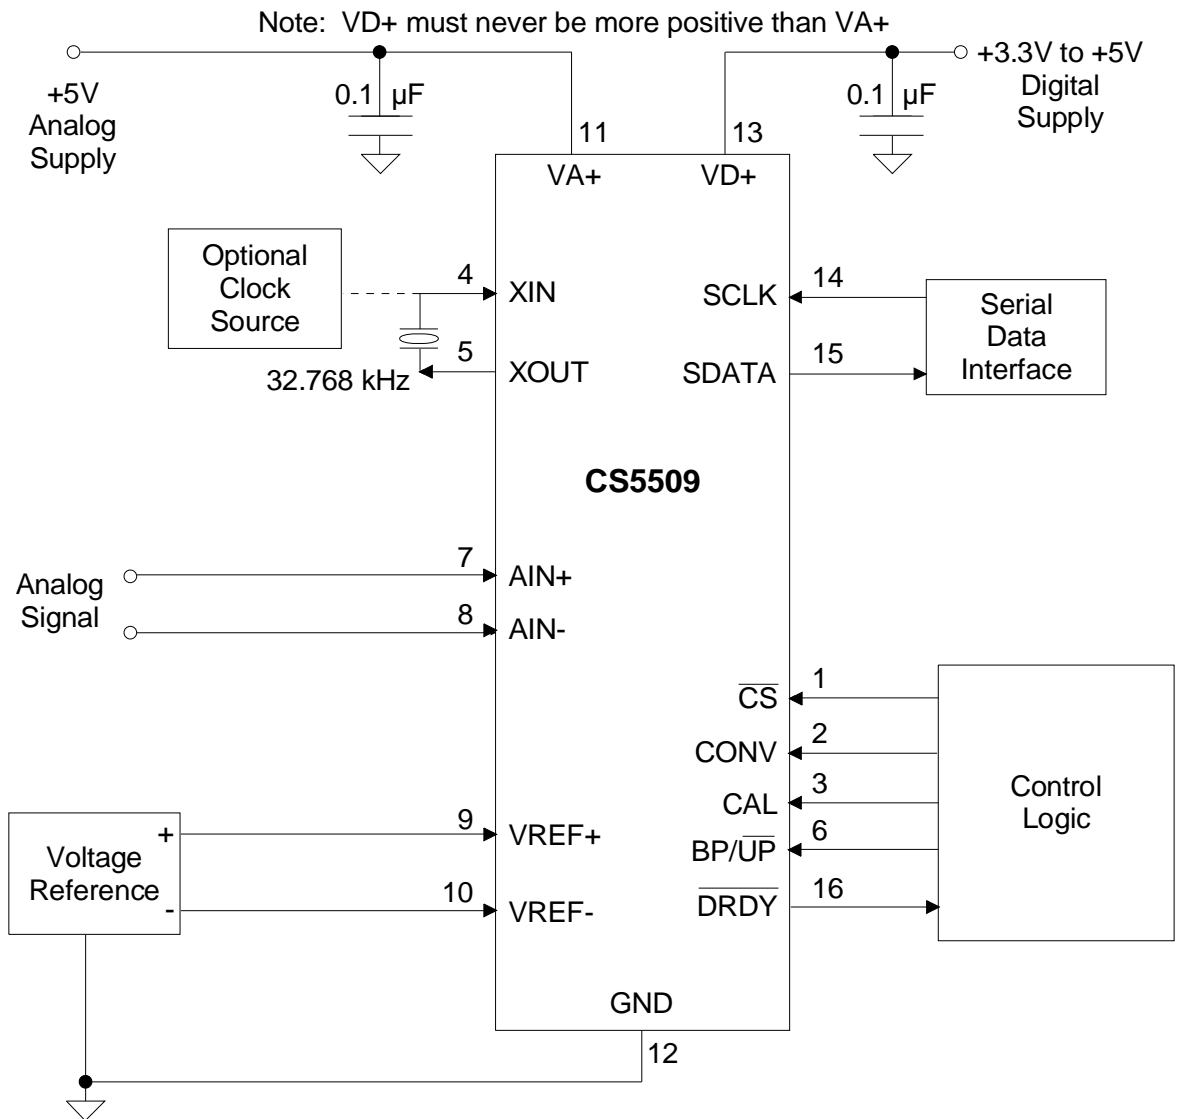 Note: VD+ must never be more positive than VA+
+5V
Analog
Supply
0.1 µF
11
13
0.1 µF
+3.3V to +5V
Digital
Supply
VA+
VD+
Optional
Clock
Source
4
XIN
5
XOUT
32.768 kHz
SCLK
14
SDATA
15
Serial
Data
Interface
CS5509
Analog
Signal
7
AIN+
8
AIN-
CS
1
CONV
2
CAL
3
BP/UP
6
DRDY
16
Control
Logic
Voltage
Reference
+
-
9
VREF+
10
VREF-
GND
12